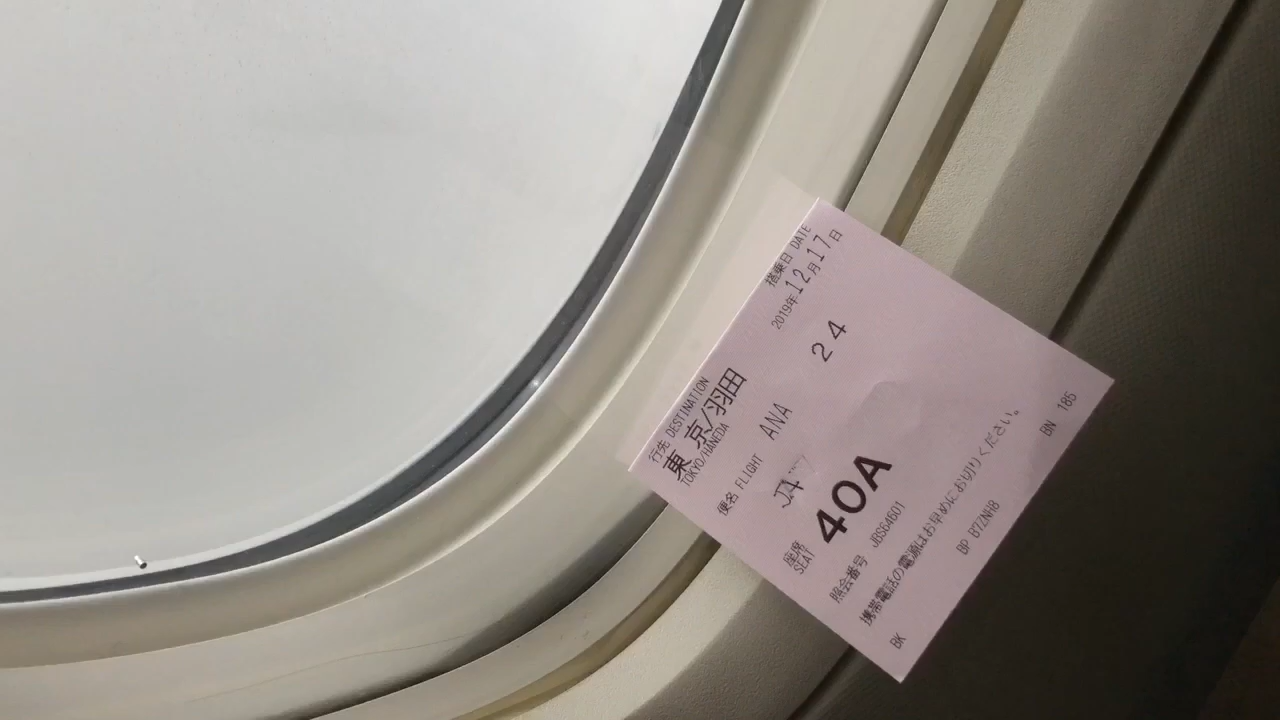 行先 DESTINATION
東 京/羽田
TOKYO/HANEDA
搭乗日 DATE
2019年12月17日
便名 FLIGHT ANA 24
座席 SEAT 40A
照会番号 JBS64601
携帯電話の電源はお早めにお切りください。
BP B7ZNH8
BK BN 185